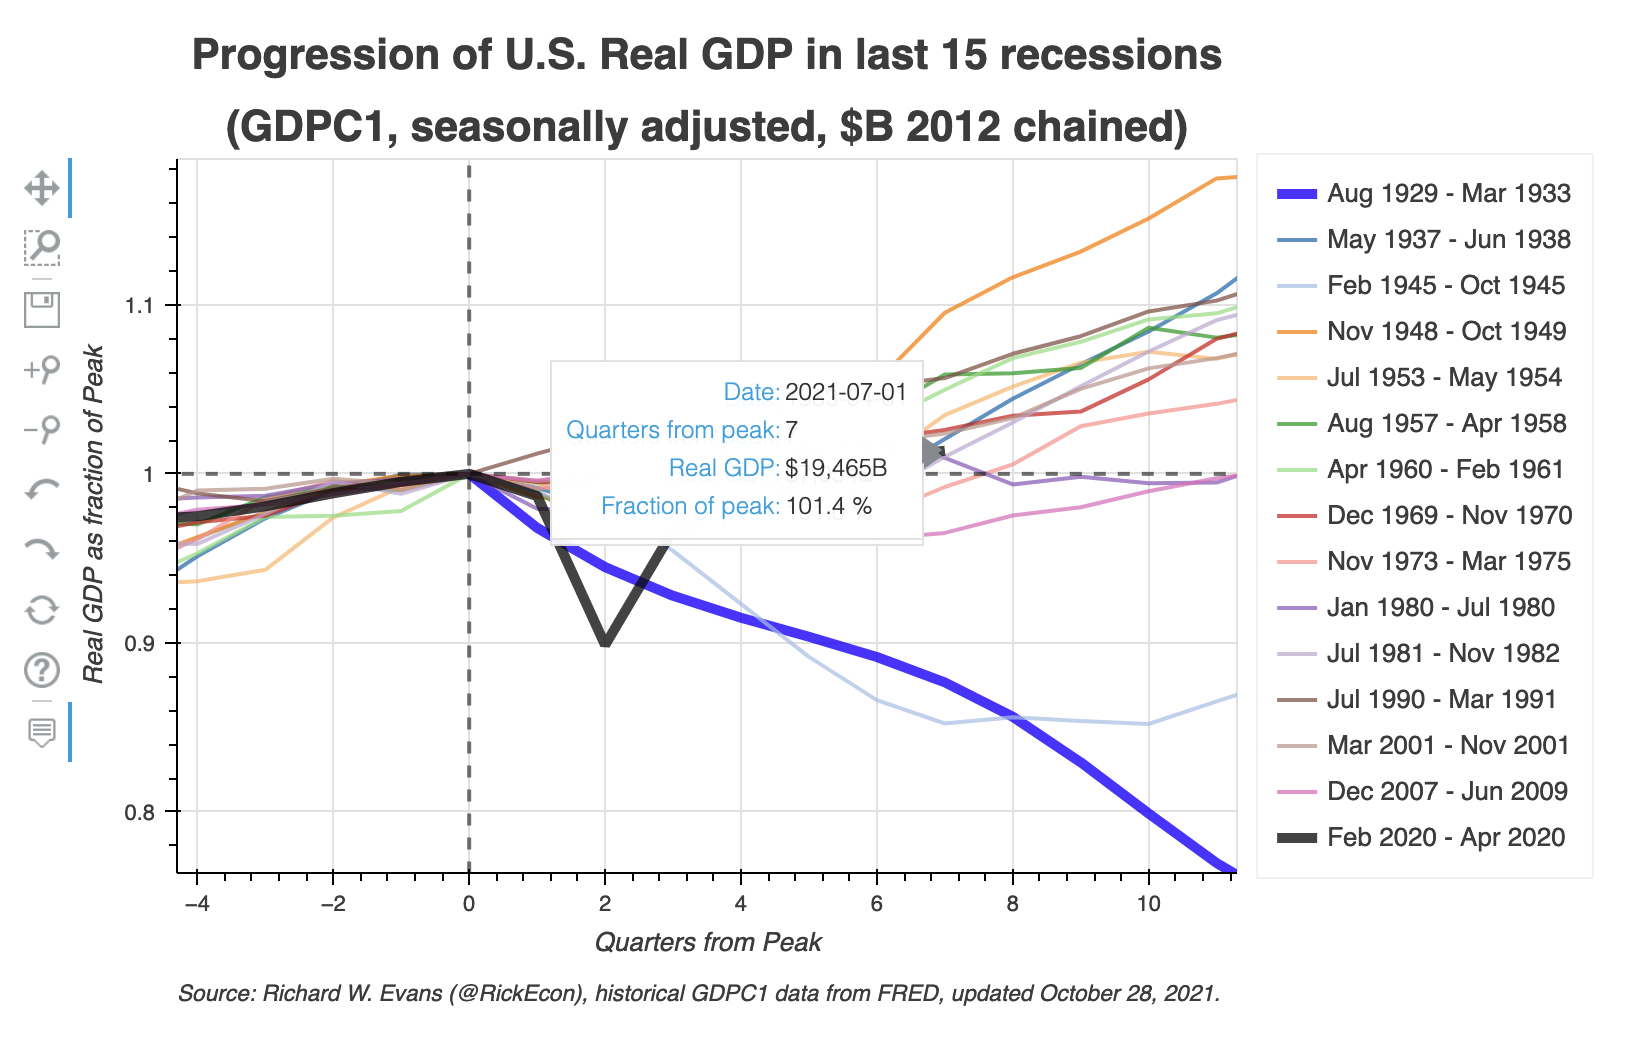 Progression of U.S. Real GDP in last 15 recessions
(GDPC1, seasonally adjusted, $B 2012 chained)
Real GDP as fraction of Peak
1.1
1
0.9
0.8
Date: 2021-07-01
Quarters from peak: 7
Real GDP: $19,465B
Fraction of peak: 101.4 %
−4
−2
0
2
4
6
8
10
Quarters from Peak
Aug 1929 - Mar 1933
May 1937 - Jun 1938
Feb 1945 - Oct 1945
Nov 1948 - Oct 1949
Jul 1953 - May 1954
Aug 1957 - Apr 1958
Apr 1960 - Feb 1961
Dec 1969 - Nov 1970
Nov 1973 - Mar 1975
Jan 1980 - Jul 1980
Jul 1981 - Nov 1982
Jul 1990 - Mar 1991
Mar 2001 - Nov 2001
Dec 2007 - Jun 2009
Feb 2020 - Apr 2020
Source: Richard W. Evans (@RickEcon), historical GDPC1 data from FRED, updated October 28, 2021.